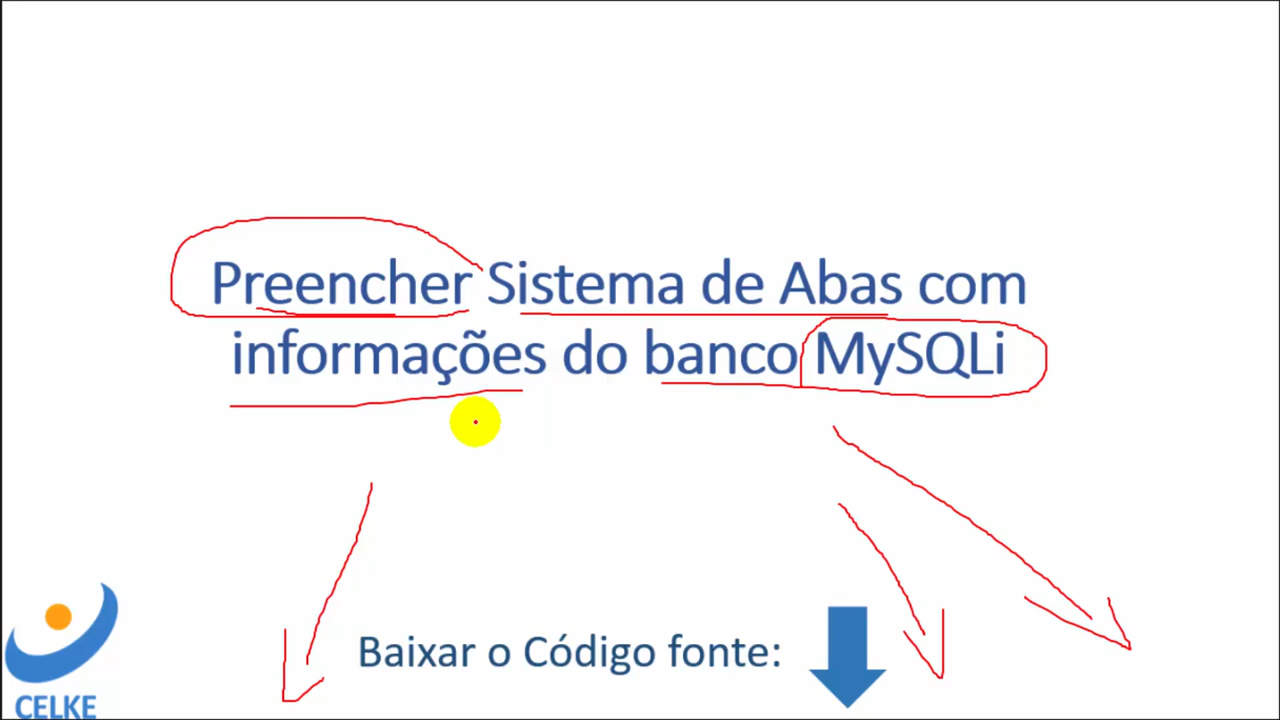 Preencher Sistema de Abas com
informações do banco MySQLi
Baixar o Código fonte:
CELKE